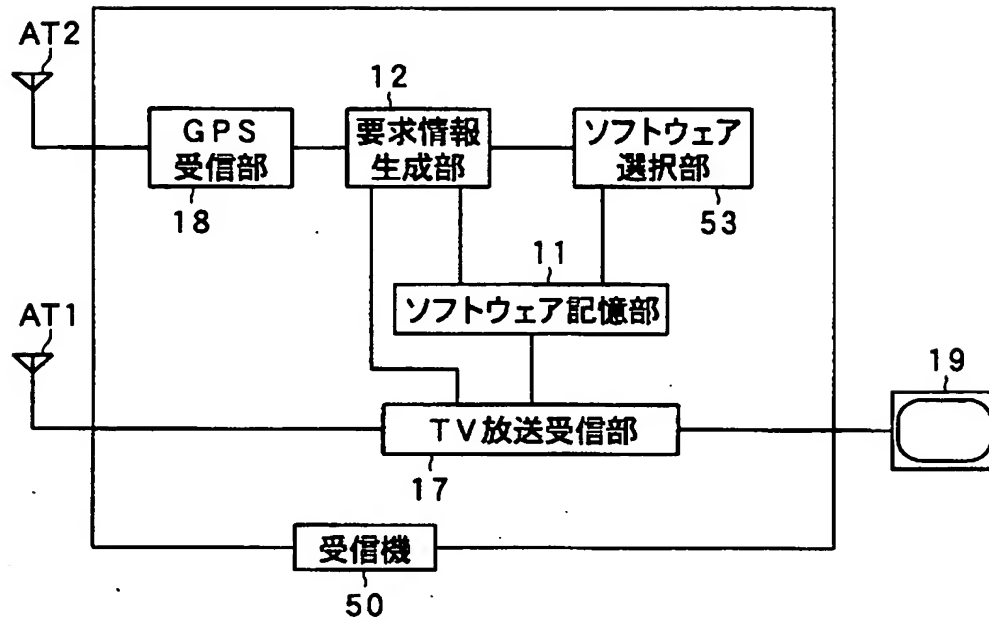 AT2
12
GPS
受信部
18
要求情報
生成部
ソフトウェア
選択部
53
11
ソフトウェア記憶部
AT1
19
TV放送受信部
17
受信機
50